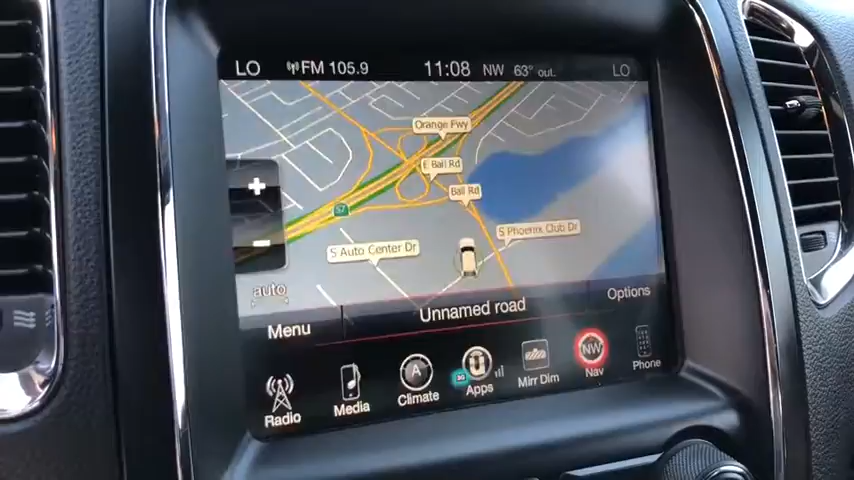 LO FM 105.9 11:08 NW 63° out. LO
Orange Fwy
E Ball Rd
Ball Rd
57
S Phoenix Club Dr
S Auto Center Dr
+
−
auto
Options
Unnamed road
Menu
A
3G
NW
Radio Media Climate Apps Mirr Dim Nav Phone